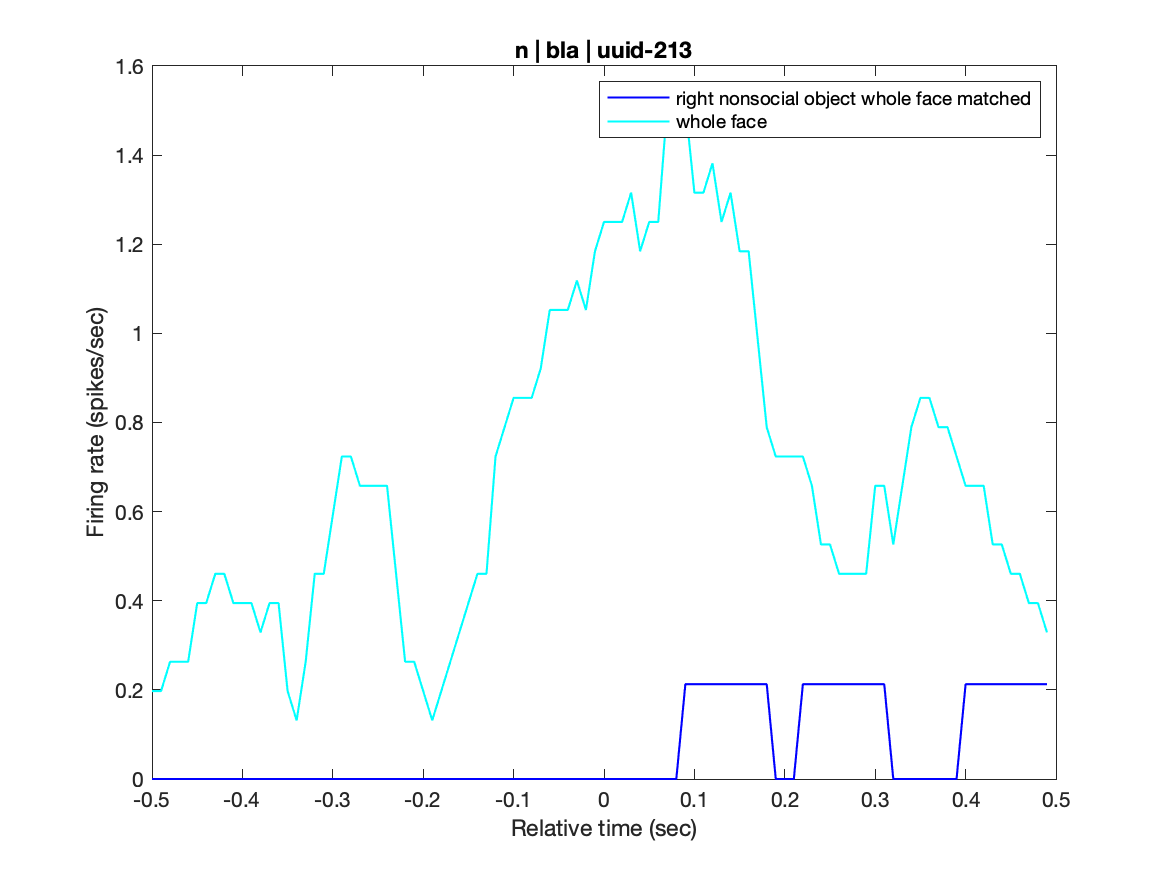 n | bla | uuid-213
right nonsocial object whole face matched
whole face
1.6
1.4
1.2
1
0.8
0.6
0.4
0.2
0
Firing rate (spikes/sec)
-0.5 -0.4 -0.3 -0.2 -0.1 0 0.1 0.2 0.3 0.4 0.5
Relative time (sec)